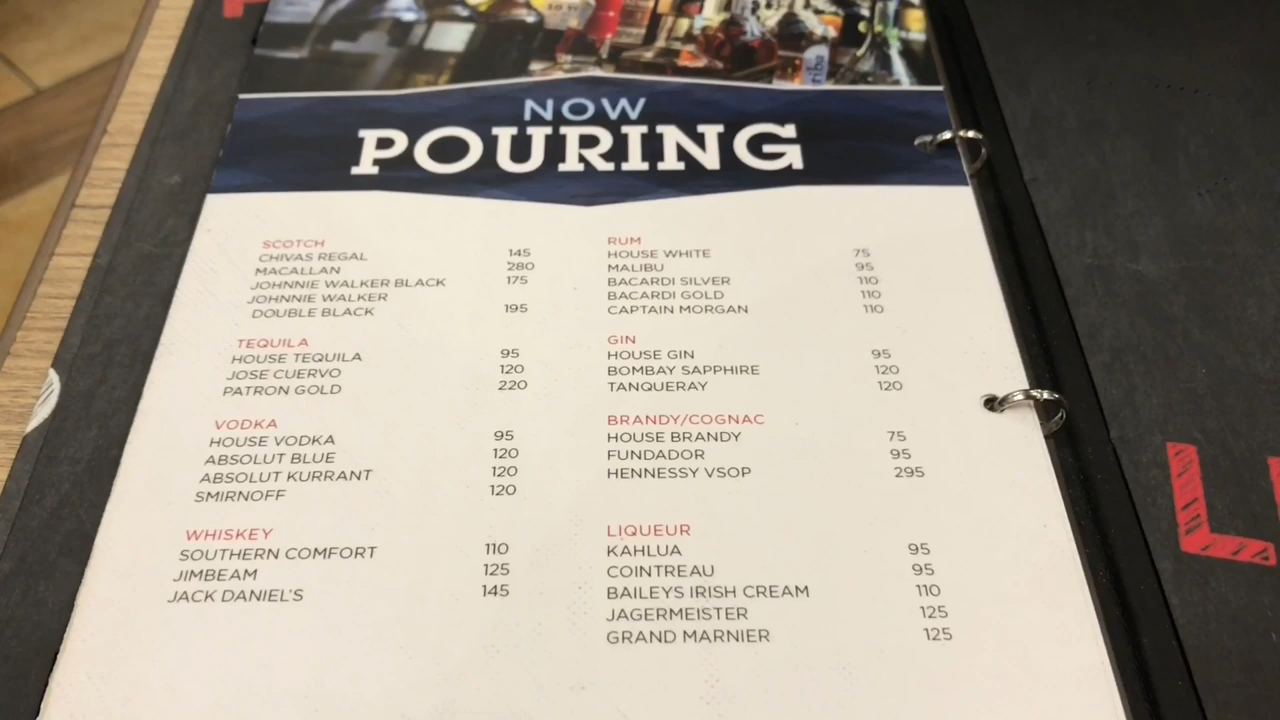 NOW
POURING
SCOTCH
CHIVAS REGAL 145
MACALLAN 280
JOHNNIE WALKER BLACK 175
JOHNNIE WALKER
DOUBLE BLACK 195
TEQUILA
HOUSE TEQUILA 95
JOSE CUERVO 120
PATRON GOLD 220
VODKA
HOUSE VODKA 95
ABSOLUT BLUE 120
ABSOLUT KURRANT 120
SMIRNOFF 120
WHISKEY
SOUTHERN COMFORT 110
JIMBEAM 125
JACK DANIEL'S 145
RUM
HOUSE WHITE 75
MALIBU 95
BACARDI SILVER 110
BACARDI GOLD 110
CAPTAIN MORGAN 110
GIN
HOUSE GIN 95
BOMBAY SAPPHIRE 120
TANQUERAY 120
BRANDY/COGNAC
HOUSE BRANDY 75
FUNDADOR 95
HENNESSY VSOP 295
LIQUEUR
KAHLUA 95
COINTREAU 95
BAILEYS IRISH CREAM 110
JAGERMEISTER 125
GRAND MARNIER 125